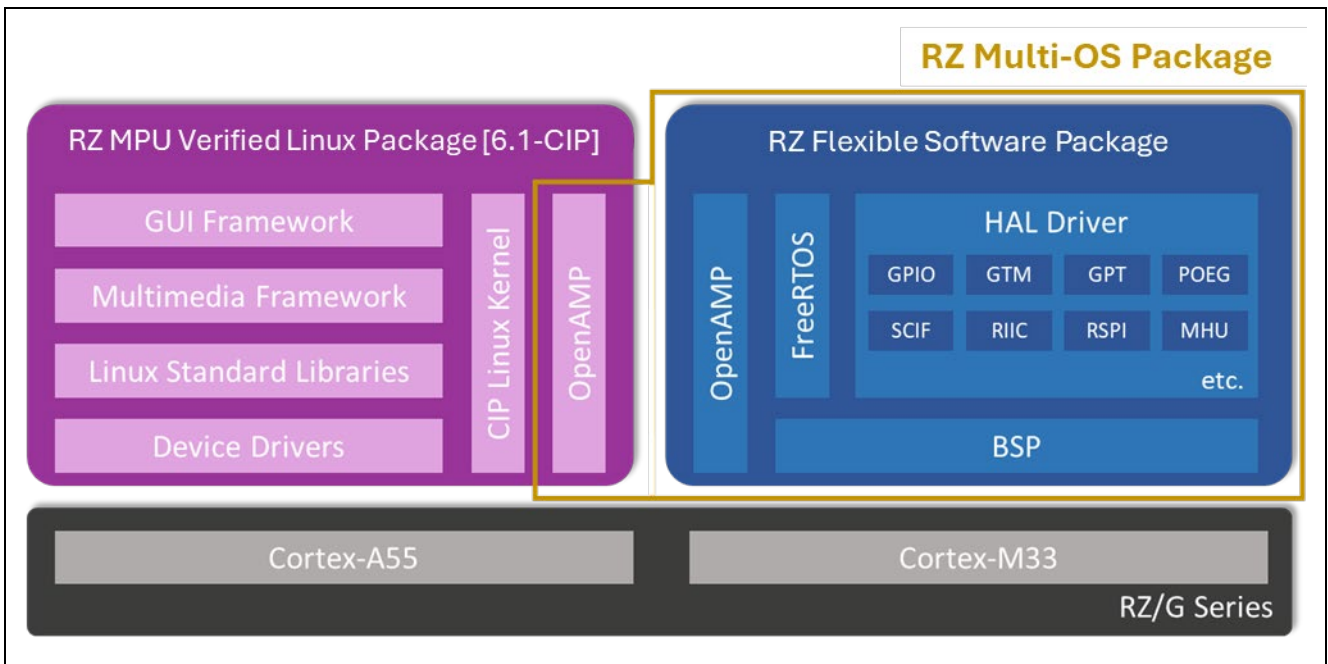 RZ Multi-OS Package
RZ MPU Verified Linux Package [6.1-CIP]
GUI Framework
Multimedia Framework
Linux Standard Libraries
Device Drivers
CIP Linux Kernel
OpenAMP
RZ Flexible Software Package
OpenAMP
FreeRTOS
HAL Driver
GPIO GTM GPT POEG
SCIF RIIC RSPI MHU
etc.
BSP
Cortex-A55
Cortex-M33
RZ/G Series